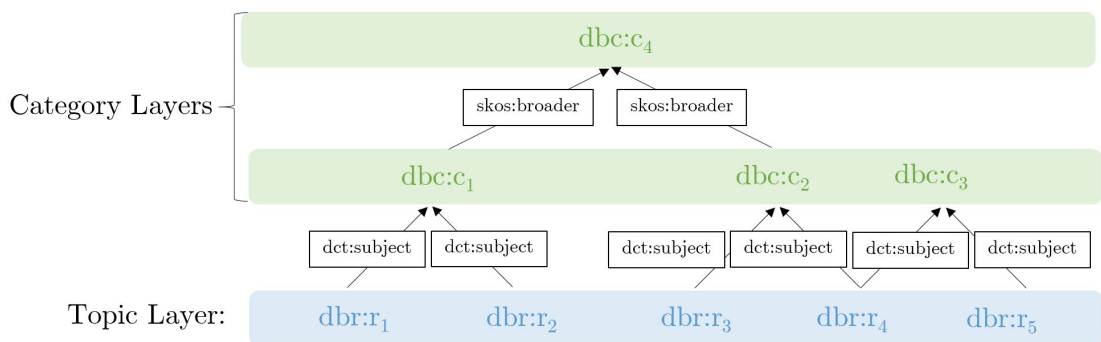 dbc:c₄
Category Layers
skos:broader skos:broader
dbc:c₁ dbc:c₂ dbc:c₃
dct:subject dct:subject dct:subject dct:subject dct:subject dct:subject
Topic Layer: dbr:r₁ dbr:r₂ dbr:r₃ dbr:r₄ dbr:r₅